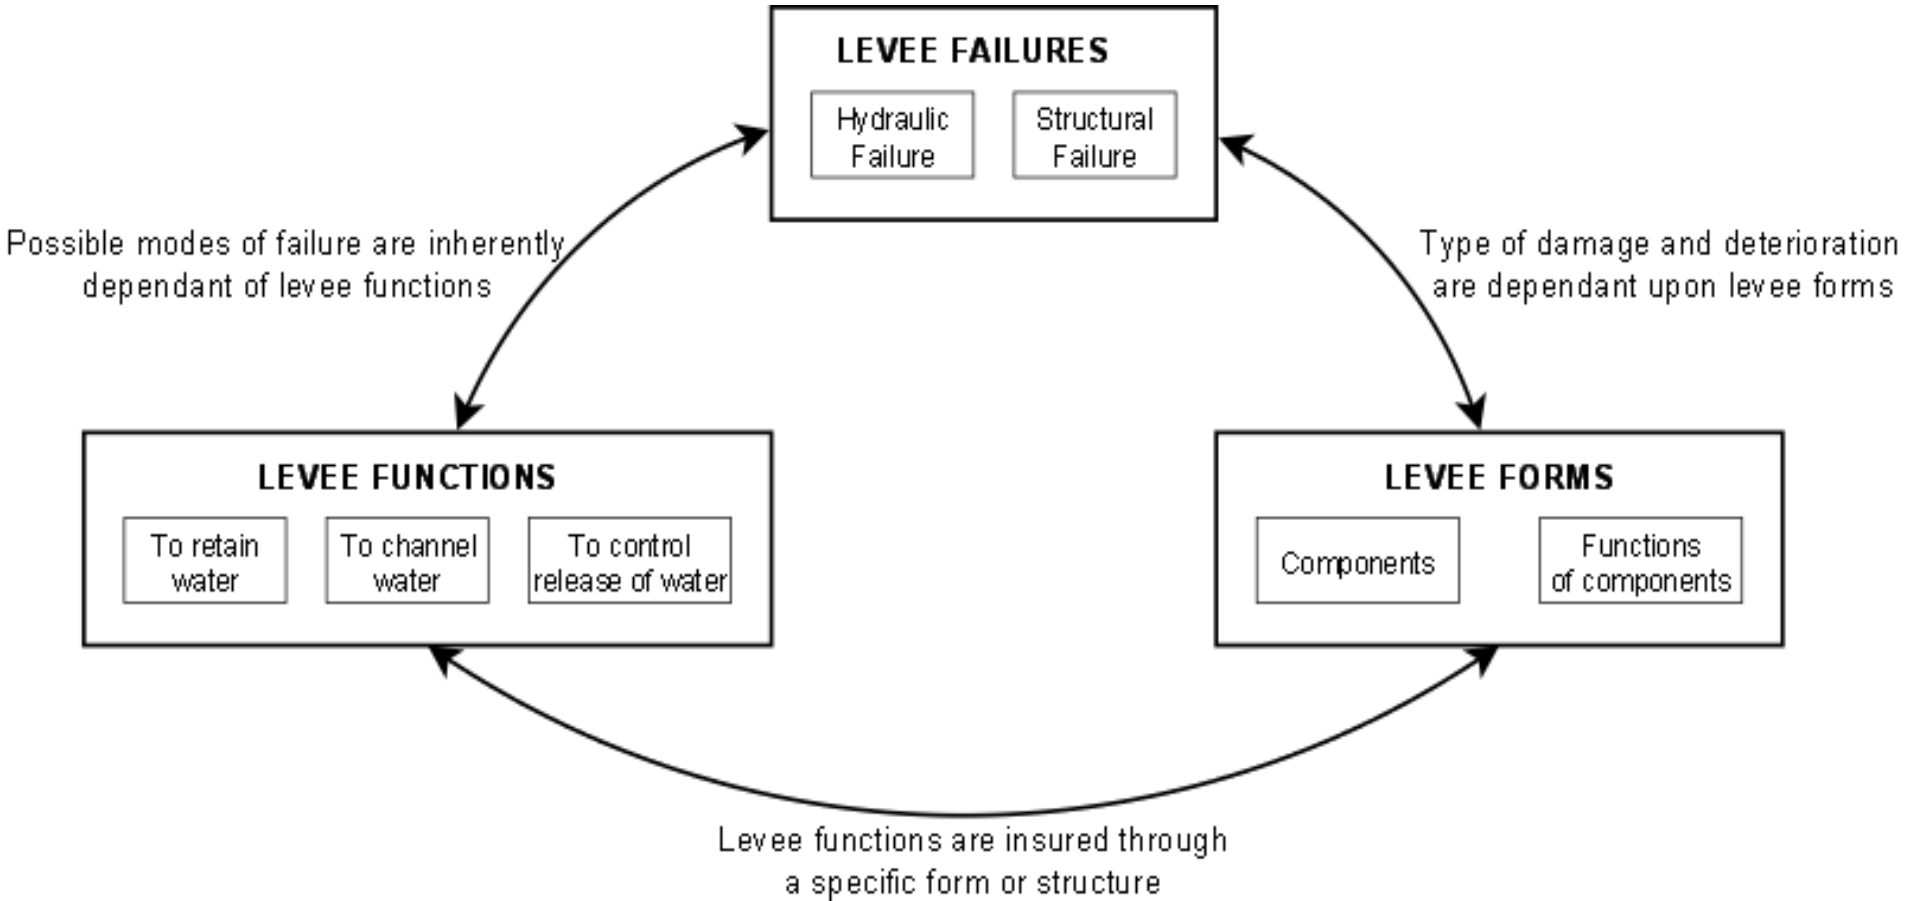 LEVEE FAILURES
Hydraulic
Failure
Structural
Failure
Possible modes of failure are inherently
dependant of levee functions
Type of damage and deterioration
are dependant upon levee forms
LEVEE FUNCTIONS
To retain
water
To channel
water
To control
release of water
LEVEE FORMS
Components
Functions
of components
Levee functions are insured through
a specific form or structure